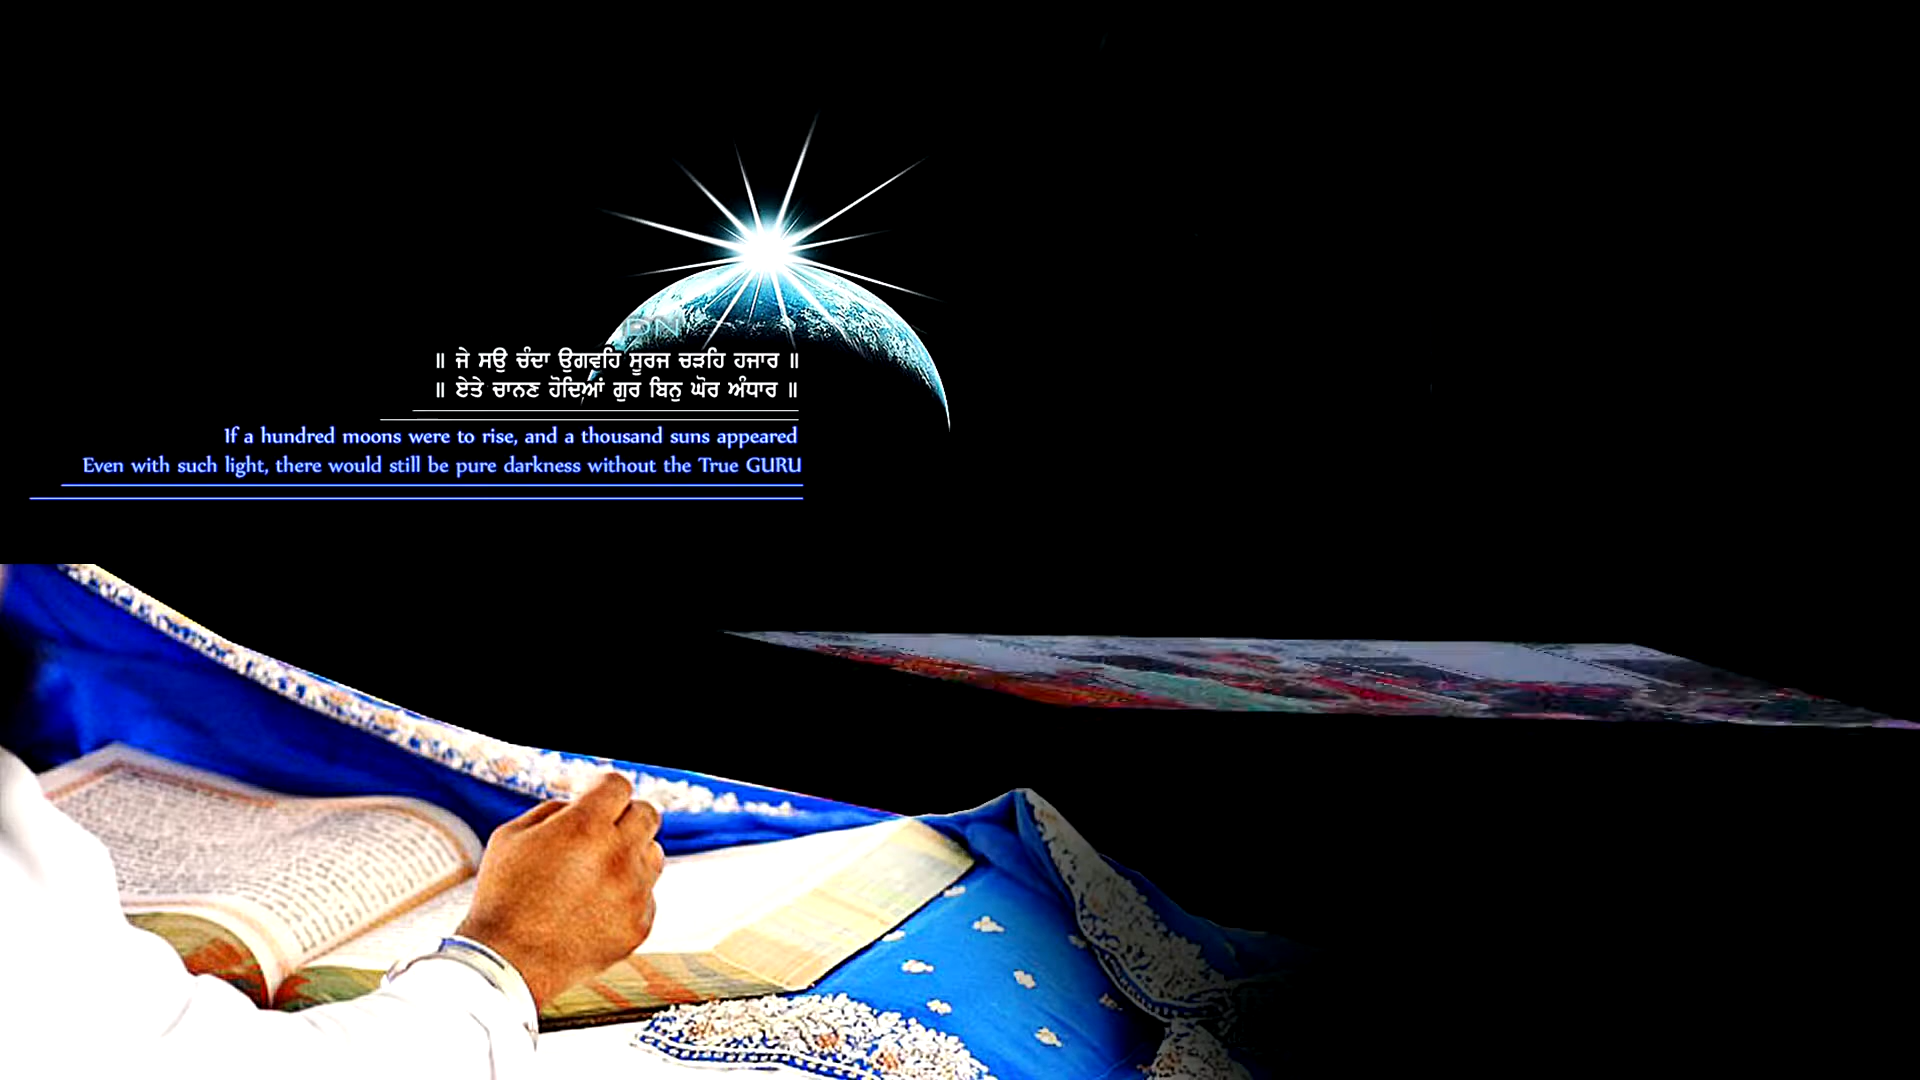 DN
॥ ਜੇ ਸਉ ਚੰਦਾ ਉਗਵਹਿ ਸੂਰਜ ਚੜਹਿ ਹਜਾਰ ॥
॥ ਏਤੇ ਚਾਨਣ ਹੋਦਿਆਂ ਗੁਰ ਬਿਨੁ ਘੋਰ ਅੰਧਾਰ ॥
If a hundred moons were to rise, and a thousand suns appeared
Even with such light, there would still be pure darkness without the True GURU